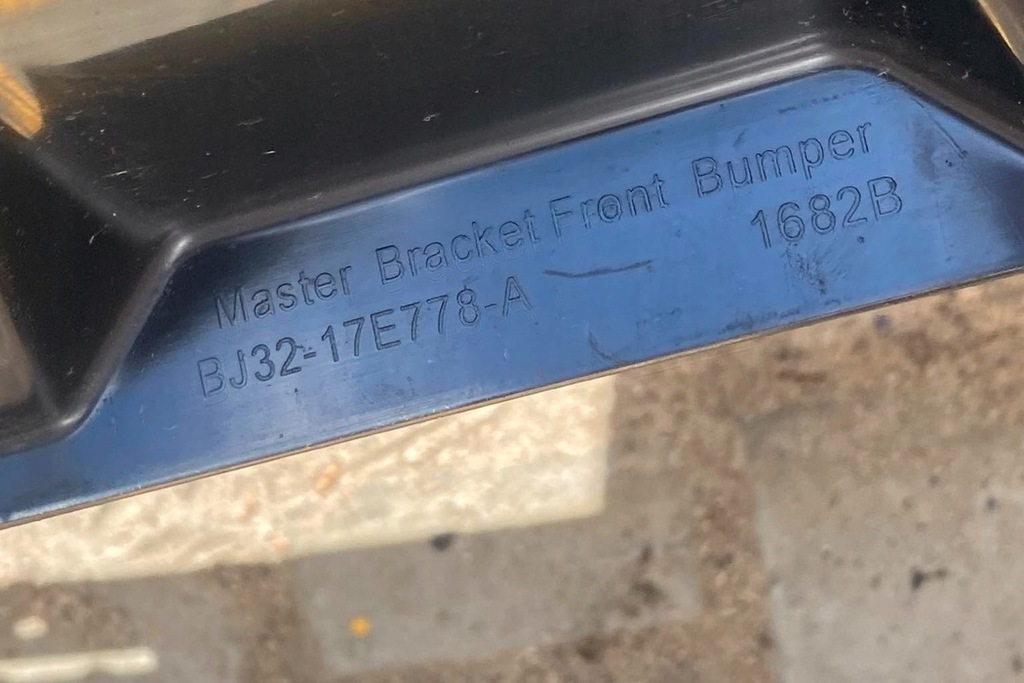 Master Bracket Front Bumper
BJ32-17E778-A 1682B